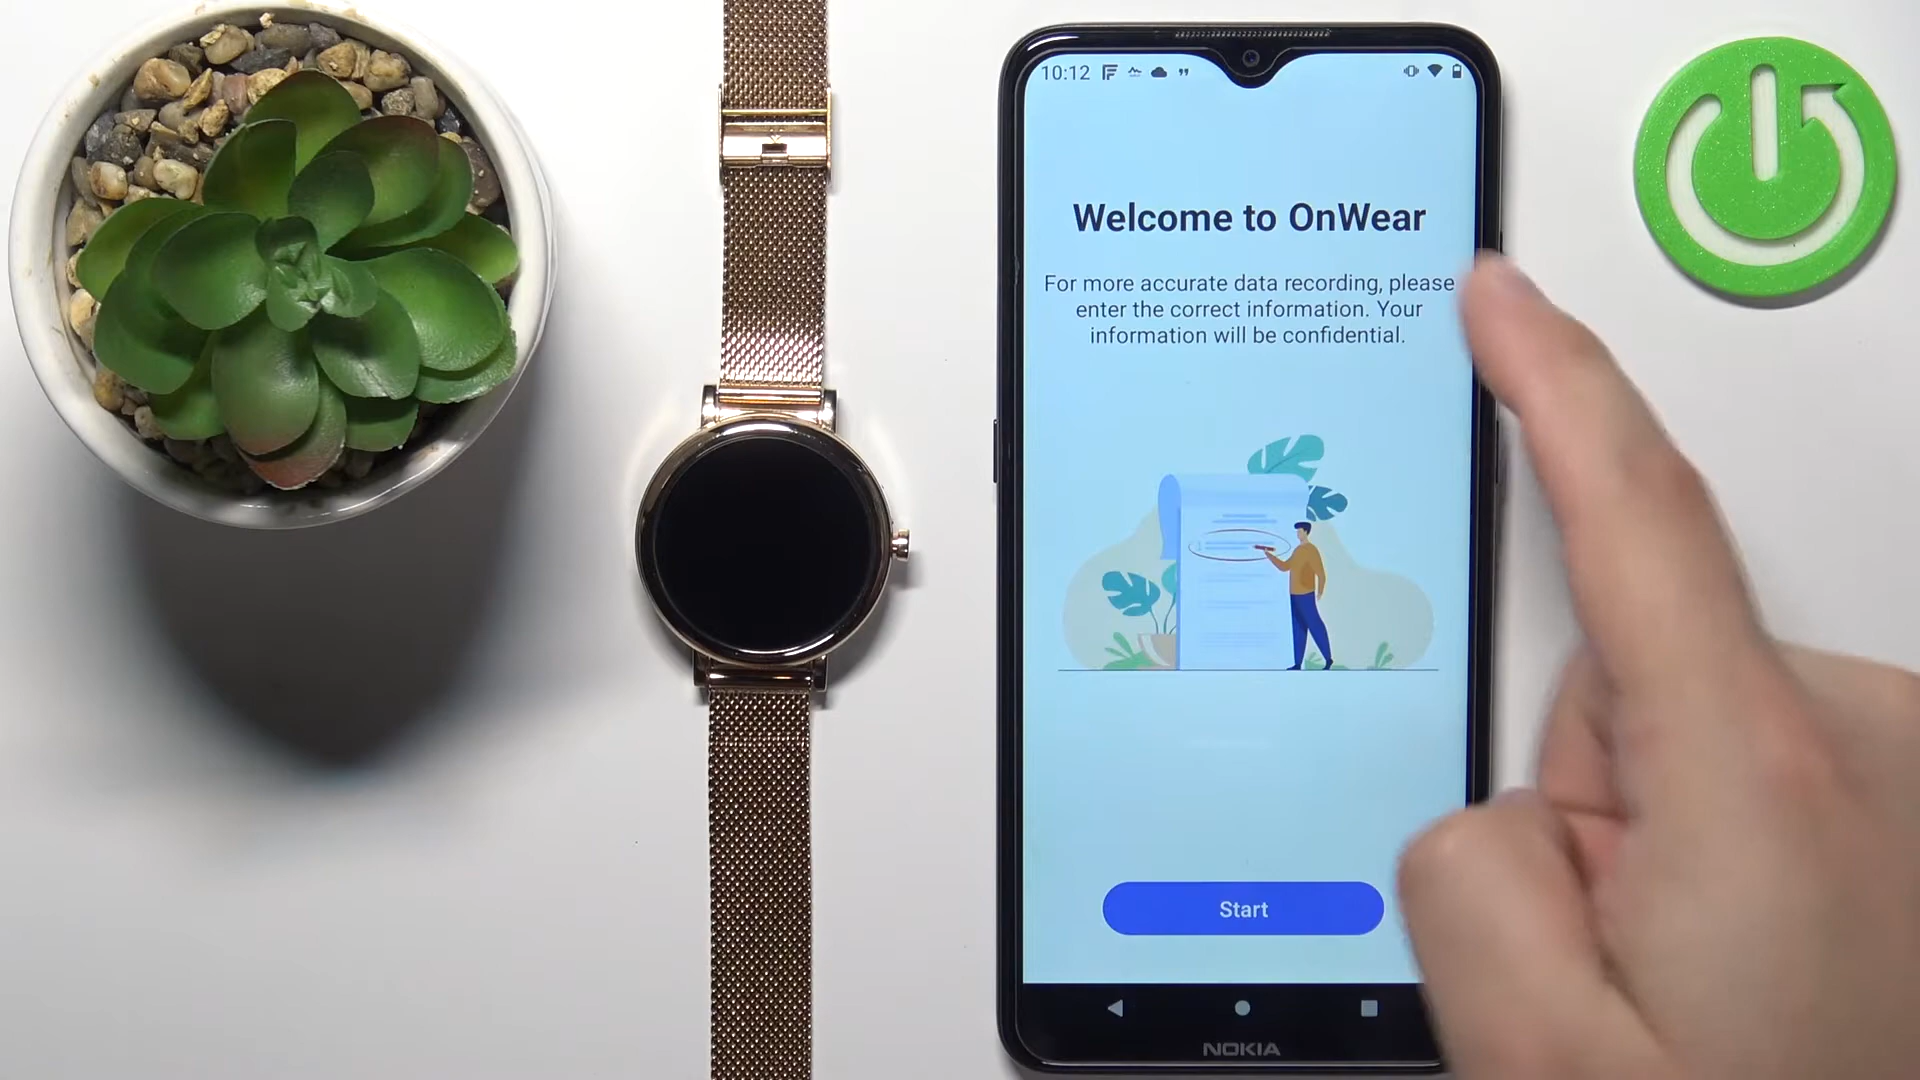 10:12
Welcome to OnWear
For more accurate data recording, please
enter the correct information. Your
information will be confidential.
Start
NOKIA